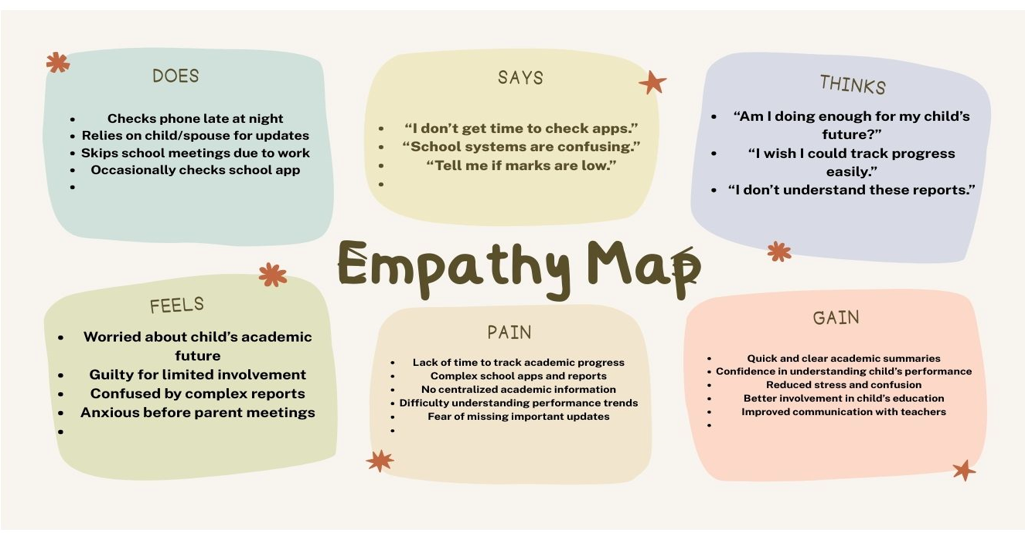 DOES
• Checks phone late at night
• Relies on child/spouse for updates
• Skips school meetings due to work
• Occasionally checks school app
•
SAYS
• “I don’t get time to check apps.”
• “School systems are confusing.”
• “Tell me if marks are low.”
•
THINKS
• “Am I doing enough for my child’s
future?”
• “I wish I could track progress
easily.”
• “I don’t understand these reports.”
Empathy Map
FEELS
• Worried about child’s academic
future
• Guilty for limited involvement
• Confused by complex reports
• Anxious before parent meetings
•
PAIN
• Lack of time to track academic progress
• Complex school apps and reports
• No centralized academic information
• Difficulty understanding performance trends
• Fear of missing important updates
•
GAIN
• Quick and clear academic summaries
• Confidence in understanding child’s performance
• Reduced stress and confusion
• Better involvement in child’s education
• Improved communication with teachers
•